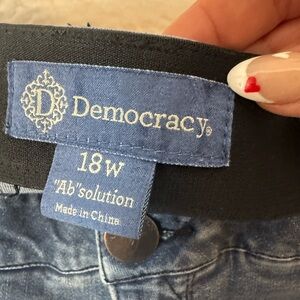 D Democracy®
18W
"Ab"solution
Made in China